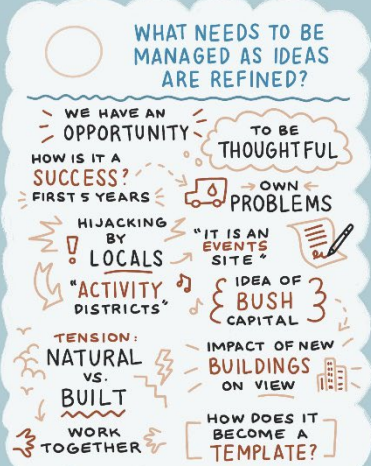 WHAT NEEDS TO BE
MANAGED AS IDEAS
ARE REFINED?
WE HAVE AN
OPPORTUNITY
TO BE
THOUGHTFUL
HOW IS IT A
SUCCESS?
FIRST 5 YEARS
OWN
PROBLEMS
HIJACKING
BY
LOCALS
"IT IS AN
EVENTS
SITE"
"ACTIVITY
DISTRICTS"
IDEA OF
BUSH
CAPITAL
TENSION:
NATURAL
VS.
BUILT
IMPACT OF NEW
BUILDINGS
ON VIEW
WORK
TOGETHER
HOW DOES IT
BECOME A
TEMPLATE?